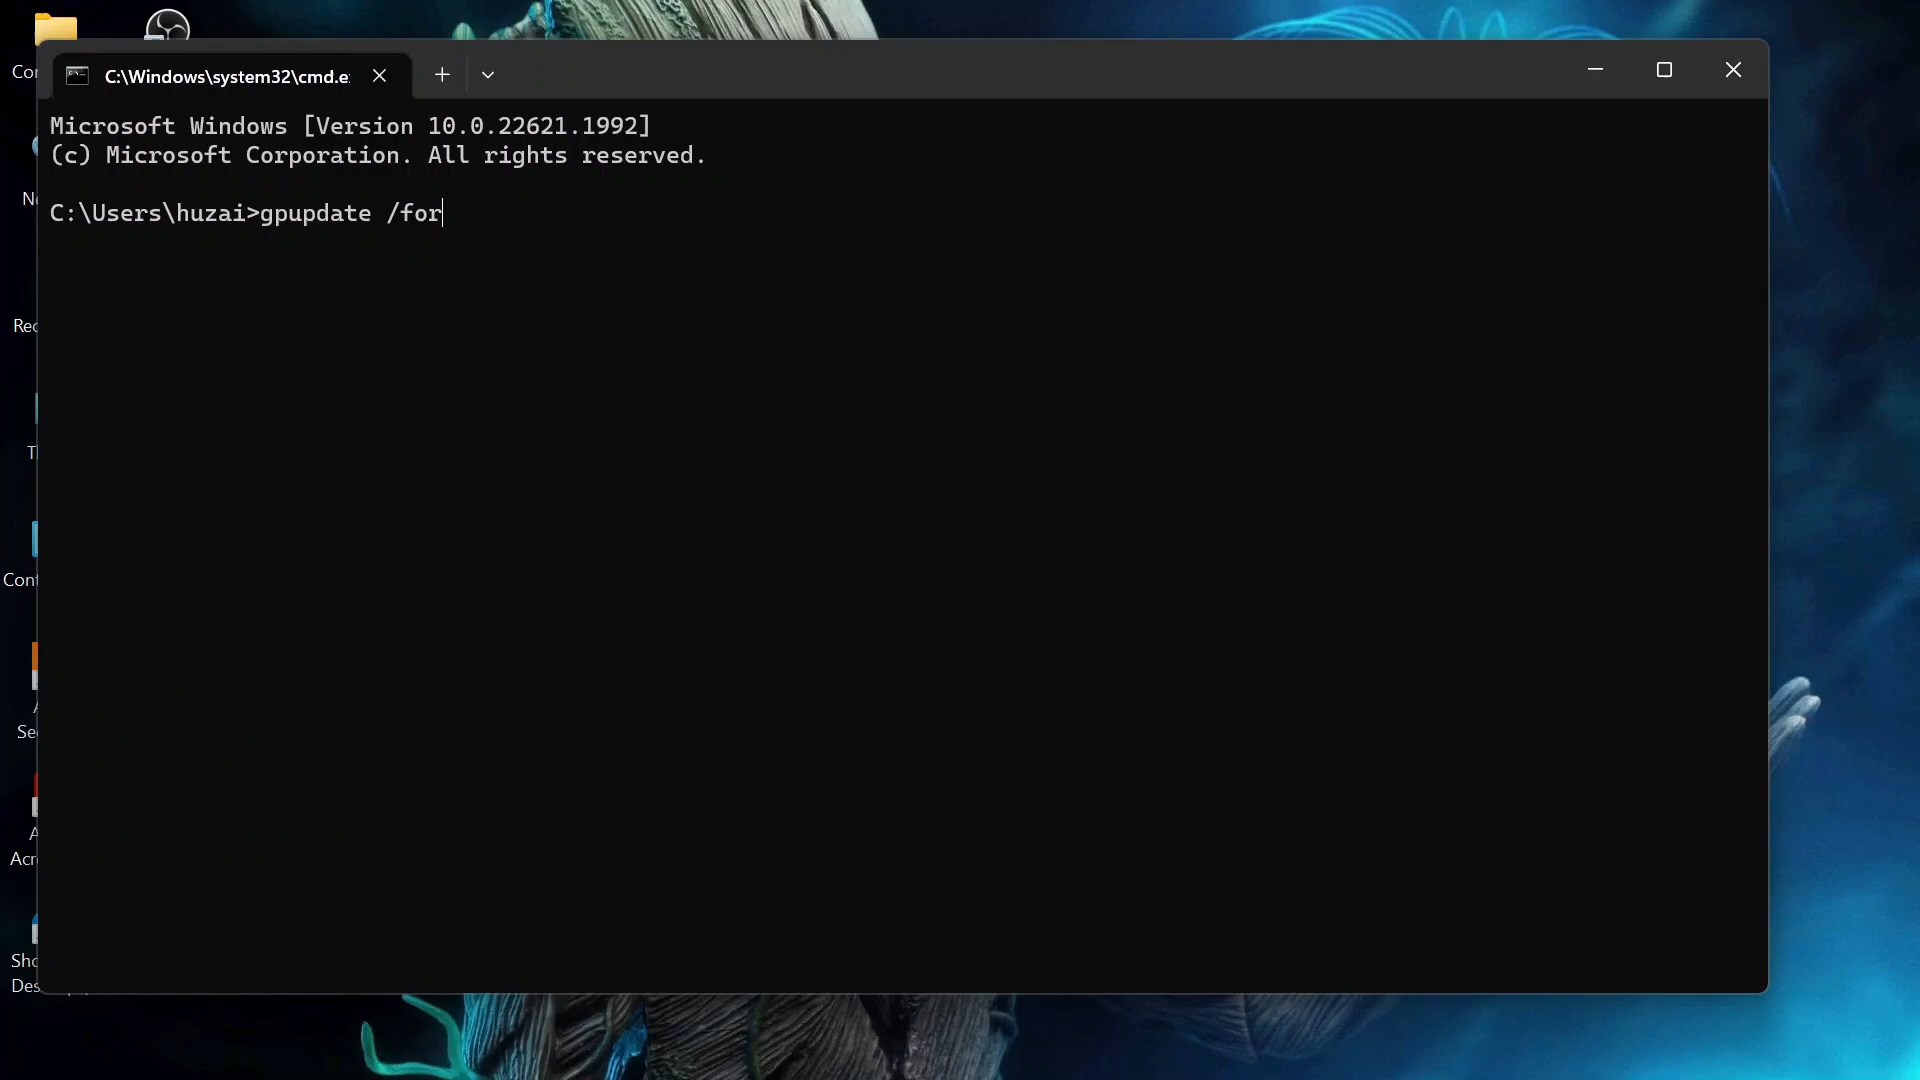 C:\Windows\system32\cmd.e
Microsoft Windows [Version 10.0.22621.1992]
(c) Microsoft Corporation. All rights reserved.
C:\Users\huzai>gpupdate /for